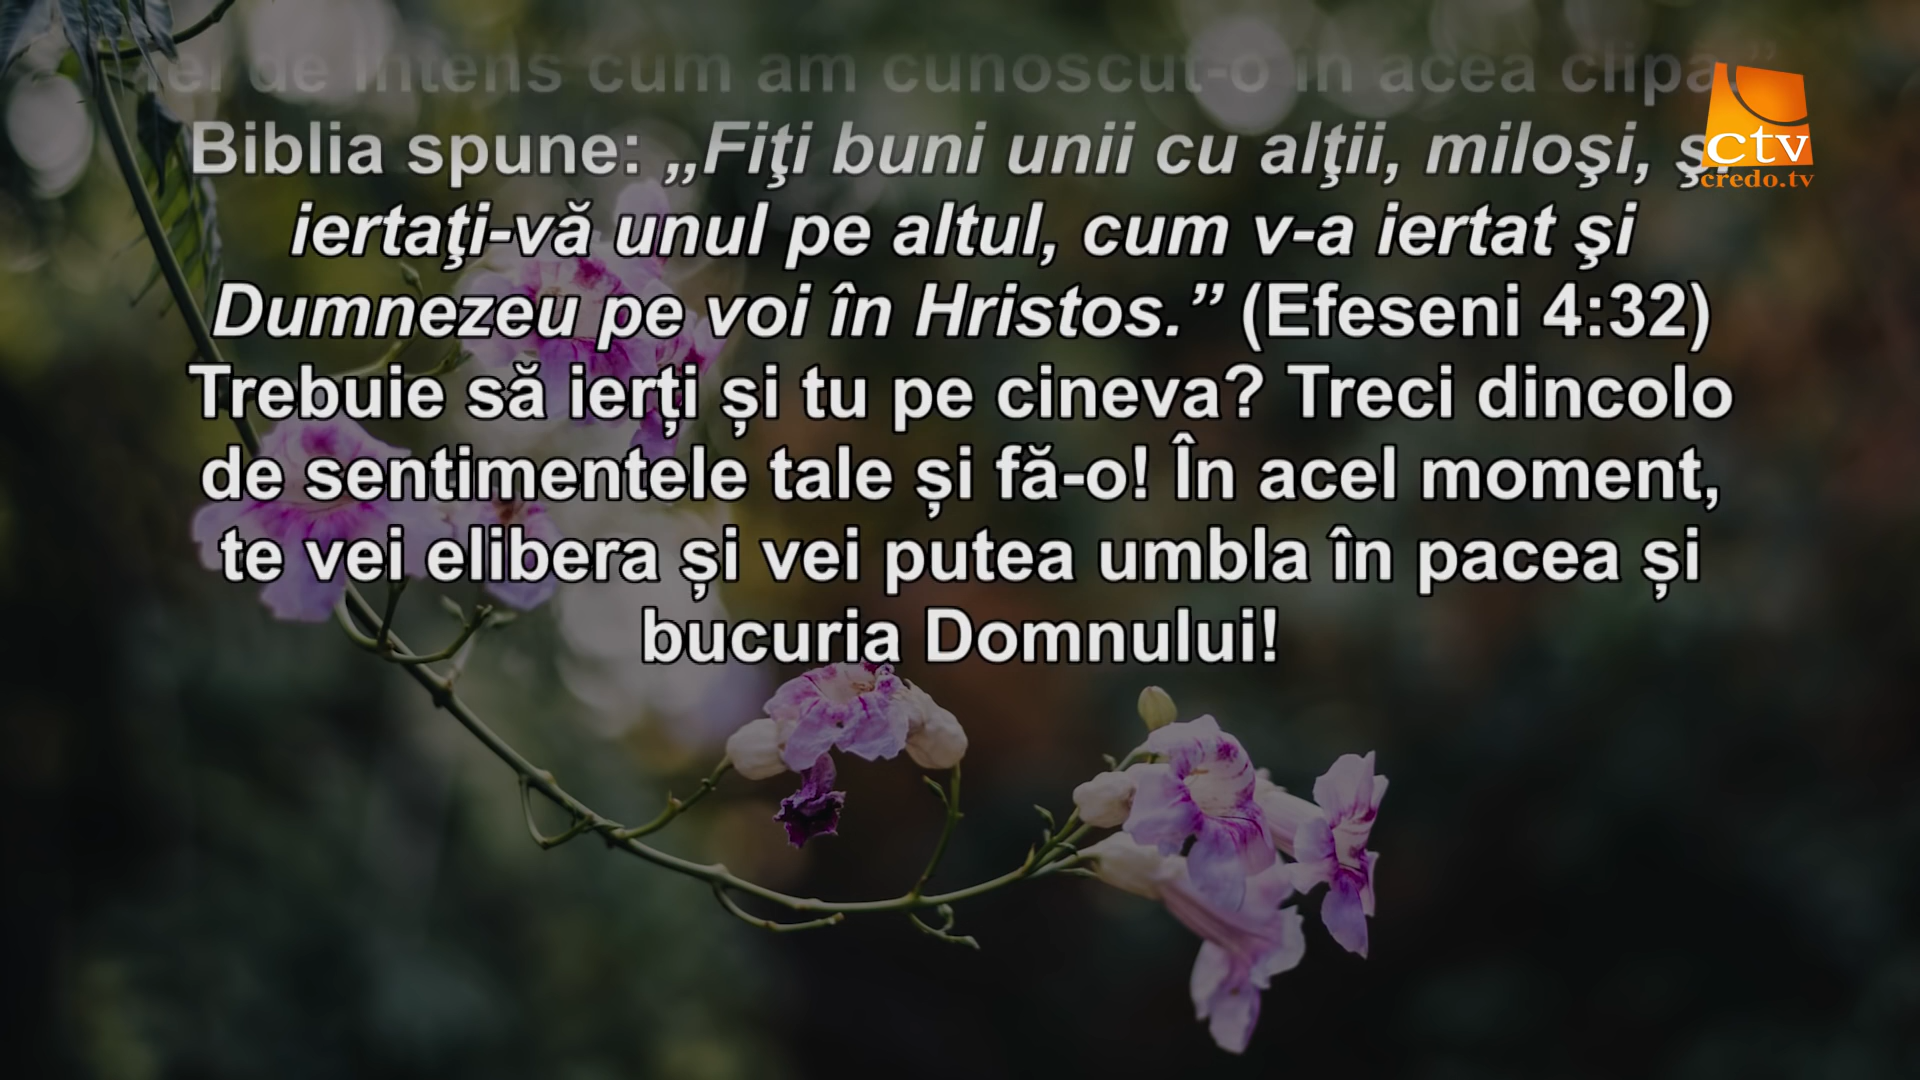 de intens cum am cunoscut-o în acea clipă.”
Biblia spune: „Fiţi buni unii cu alţii, miloşi, şi
iertaţi-vă unul pe altul, cum v-a iertat şi
Dumnezeu pe voi în Hristos.” (Efeseni 4:32)
Trebuie să ierți și tu pe cineva? Treci dincolo
de sentimentele tale și fă-o! În acel moment,
te vei elibera și vei putea umbla în pacea și
bucuria Domnului!
ctv
credo.tv